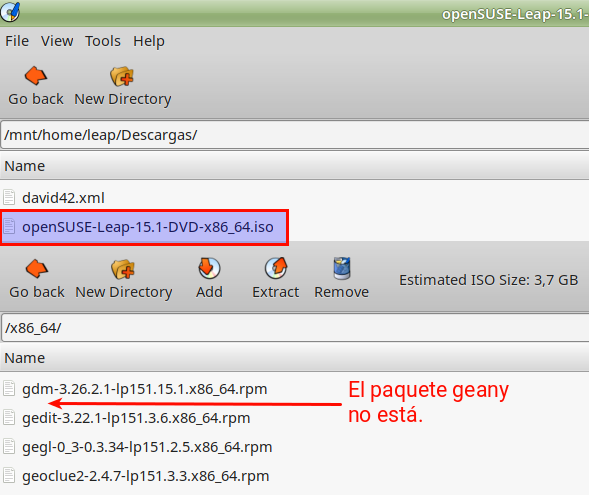 openSUSE-Leap-15.1-
File View Tools Help
Go back New Directory
/mnt/home/leap/Descargas/
Name
david42.xml
openSUSE-Leap-15.1-DVD-x86_64.iso
Go back New Directory Add Extract Remove Estimated ISO Size: 3,7 GB
/x86_64/
Name
gdm-3.26.2.1-lp151.15.1.x86_64.rpm
gedit-3.22.1-lp151.3.6.x86_64.rpm
gegl-0_3-0.3.34-lp151.2.5.x86_64.rpm
geoclue2-2.4.7-lp151.3.3.x86_64.rpm
El paquete geany
no está.